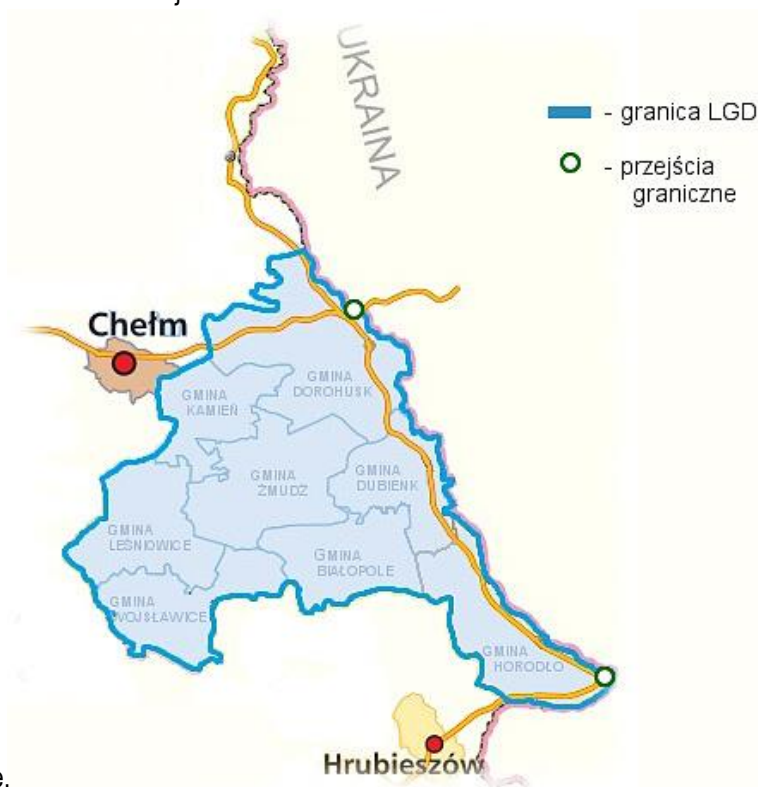 UKRAINA
- granica LGD
- przejścia
graniczne
Chełm
GMINA
KAMIEŃ
GMINA
DOROHUSK
GMINA
ŻMUDŹ
GMINA
DUBIENK
GMINA
LEŚNIOWICE
GMINA
BIAŁOPOLE
GMINA
WOJSŁAWICE
GMINA
HORODŁO
Hrubieszów
e.